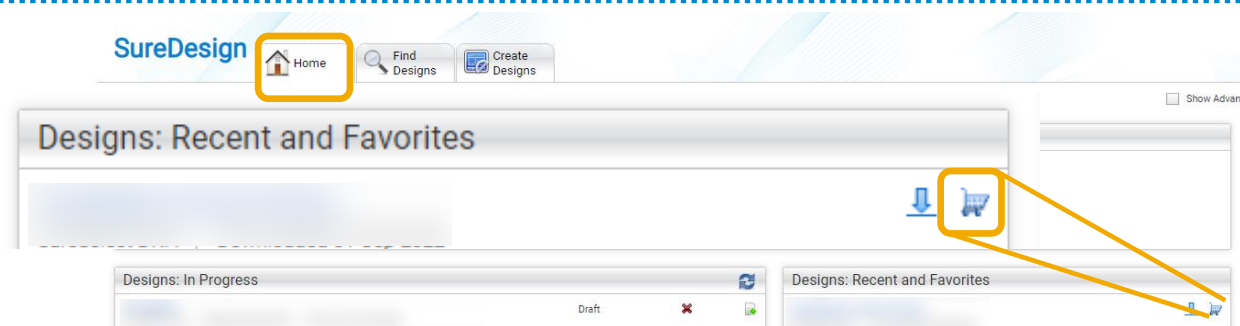 SureDesign
Home
Find
Designs
Create
Designs
Show Advan
Designs: Recent and Favorites
Designs: In Progress
Designs: Recent and Favorites
Draft